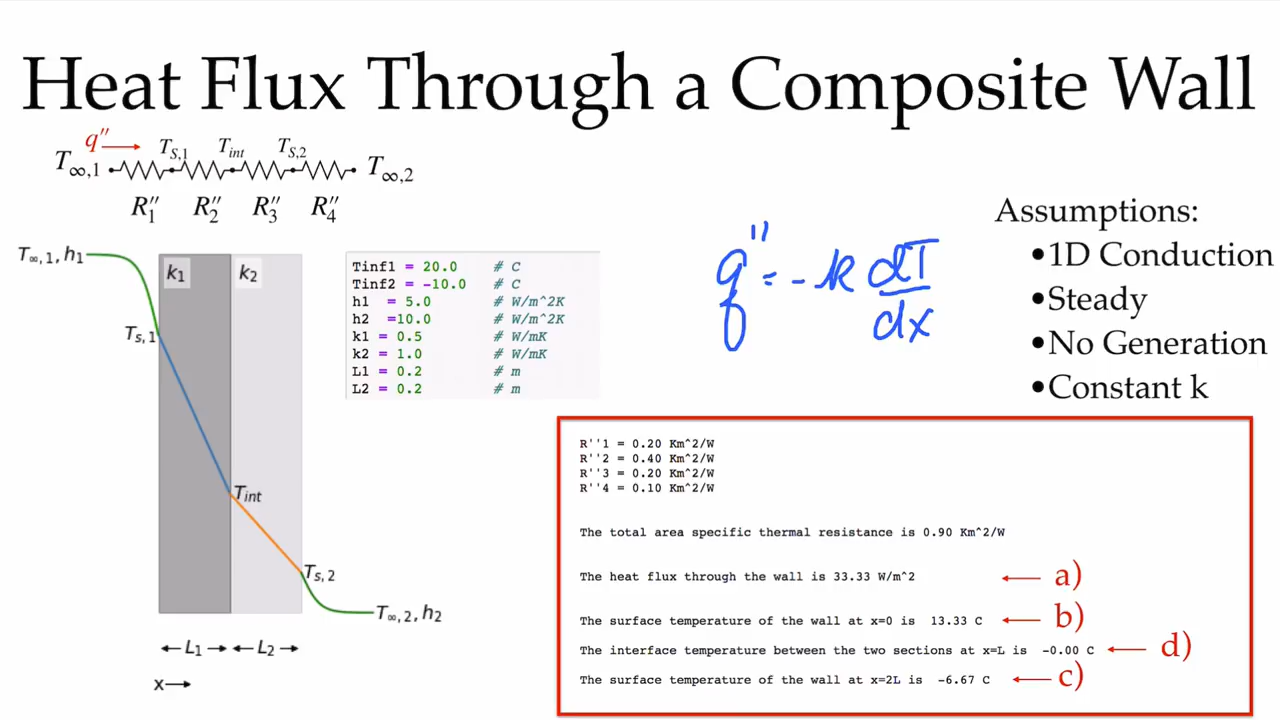 Heat Flux Through a Composite Wall
q''
T∞,1 T_S,1 T_int T_S,2 T∞,2
R''1 R''2 R''3 R''4
T∞,1, h1
k1 k2
T_s,1
T_int
T_s,2
T∞,2, h2
L1 L2
x
Tinf1 = 20.0 # C
Tinf2 = -10.0 # C
h1 = 5.0 # W/m^2K
h2 =10.0 # W/m^2K
k1 = 0.5 # W/mK
k2 = 1.0 # W/mK
L1 = 0.2 # m
L2 = 0.2 # m
q'' = -k dT/dx
Assumptions:
•1D Conduction
•Steady
•No Generation
•Constant k
R''1 = 0.20 Km^2/W
R''2 = 0.40 Km^2/W
R''3 = 0.20 Km^2/W
R''4 = 0.10 Km^2/W
The total area specific thermal resistance is 0.90 Km^2/W
The heat flux through the wall is 33.33 W/m^2 a)
The surface temperature of the wall at x=0 is 13.33 C b)
The interface temperature between the two sections at x=L is -0.00 C d)
The surface temperature of the wall at x=2L is -6.67 C c)